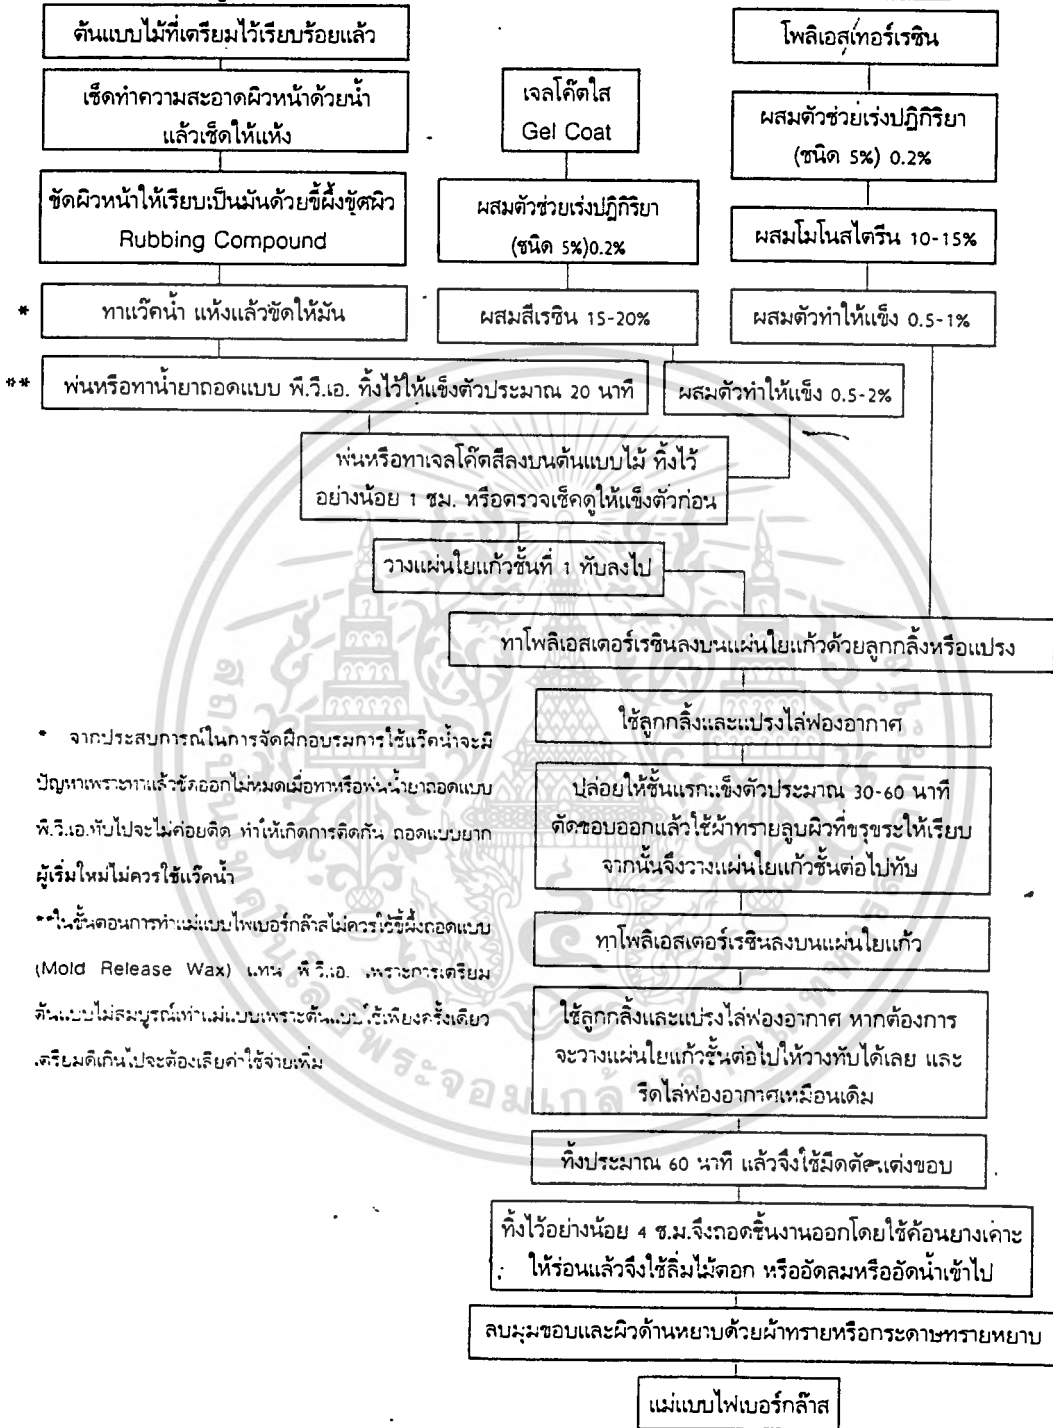 ต้นแบบไม้ที่เตรียมไว้เรียบร้อยแล้ว
เช็ดทำความสะอาดผิวหน้าด้วยน้ำ
แล้วเช็ดให้แห้ง
ขัดผิวหน้าให้เรียบเป็นมันด้วยขี้ผึ้งขัดผิว
Rubbing Compound
* ทาแว๊คน้ำ แห้งแล้วขัดให้มัน
** พ่นหรือทาน้ำยาถอดแบบ พี.วี.เอ. ทิ้งไว้ให้แข็งตัวประมาณ 20 นาที
เจลโค๊ตใส
Gel Coat
ผสมตัวช่วยเร่งปฏิกิริยา
(ชนิด 5%)0.2%
ผสมสีเรซิน 15-20%
ผสมตัวทำให้แข็ง 0.5-2%
โพลิเอสเทอร์เรซิน
ผสมตัวช่วยเร่งปฏิกิริยา
(ชนิด 5%) 0.2%
ผสมโมโนสไตรีน 10-15%
ผสมตัวทำให้แข็ง 0.5-1%
พ่นหรือทาเจลโค๊ตสีลงบนต้นแบบไม้ ทิ้งไว้
อย่างน้อย 1 ชม. หรือตรวจเช็คดูให้แข็งตัวก่อน
วางแผ่นใยแก้วชั้นที่ 1 ทับลงไป
ทาโพลิเอสเตอร์เรซินลงบนแผ่นใยแก้วด้วยลูกกลิ้งหรือแปรง
ใช้ลูกกลิ้งและแปรงไล่ฟองอากาศ
ปล่อยให้ชั้นแรกแข็งตัวประมาณ 30-60 นาที
ตัดขอบออกแล้วใช้ผ้าทรายลูบผิวที่ขรุขระให้เรียบ
จากนั้นจึงวางแผ่นใยแก้วชั้นต่อไปทับ
ทาโพลิเอสเตอร์เรซินลงบนแผ่นใยแก้ว
ใช้ลูกกลิ้งและแปรงไล่ฟองอากาศ หากต้องการ
จะวางแผ่นใยแก้วชั้นต่อไปให้วางทับได้เลย และ
รีดไล่ฟองอากาศเหมือนเดิม
ทิ้งประมาณ 60 นาที แล้วจึงใช้มีดตัดแต่งขอบ
ทิ้งไว้อย่างน้อย 4 ช.ม.จึงถอดชิ้นงานออกโดยใช้ค้อนยางเคาะ
ให้ร่อนแล้วจึงใช้ลิ่มไม้ตอก หรืออัดลมหรืออัดน้ำเข้าไป
ลบมุมขอบและผิวด้านหยาบด้วยผ้าทรายหรือกระดาษทรายหยาบ
แม่แบบไฟเบอร์กล๊าส
* จากประสบการณ์ในการจัดฝึกอบรมการใช้แว๊คน้ำจะมี
ปัญหาเพราะทาแล้วขัดออกไม่หมดเมื่อทาหรือพ่นน้ำยาถอดแบบ
พี.วี.เอ.ทับไปจะไม่ค่อยติด ทำให้เกิดการติดกัน ถอดแบบยาก
ผู้เริ่มใหม่ไม่ควรใช้แว๊คน้ำ
**ในขั้นตอนการทำแม่แบบไฟเบอร์กล๊าสไม่ควรใช้ขี้ผึ้งถอดแบบ
(Mold Release Wax) แทน พี.วี.เอ. เพราะการเตรียม
ต้นแบบไม่สมบูรณ์เท่าแม่แบบเพราะต้นแบบใช้เพียงครั้งเดียว
เตรียมดีเกินไปจะต้องเสียค่าใช้จ่ายเพิ่ม